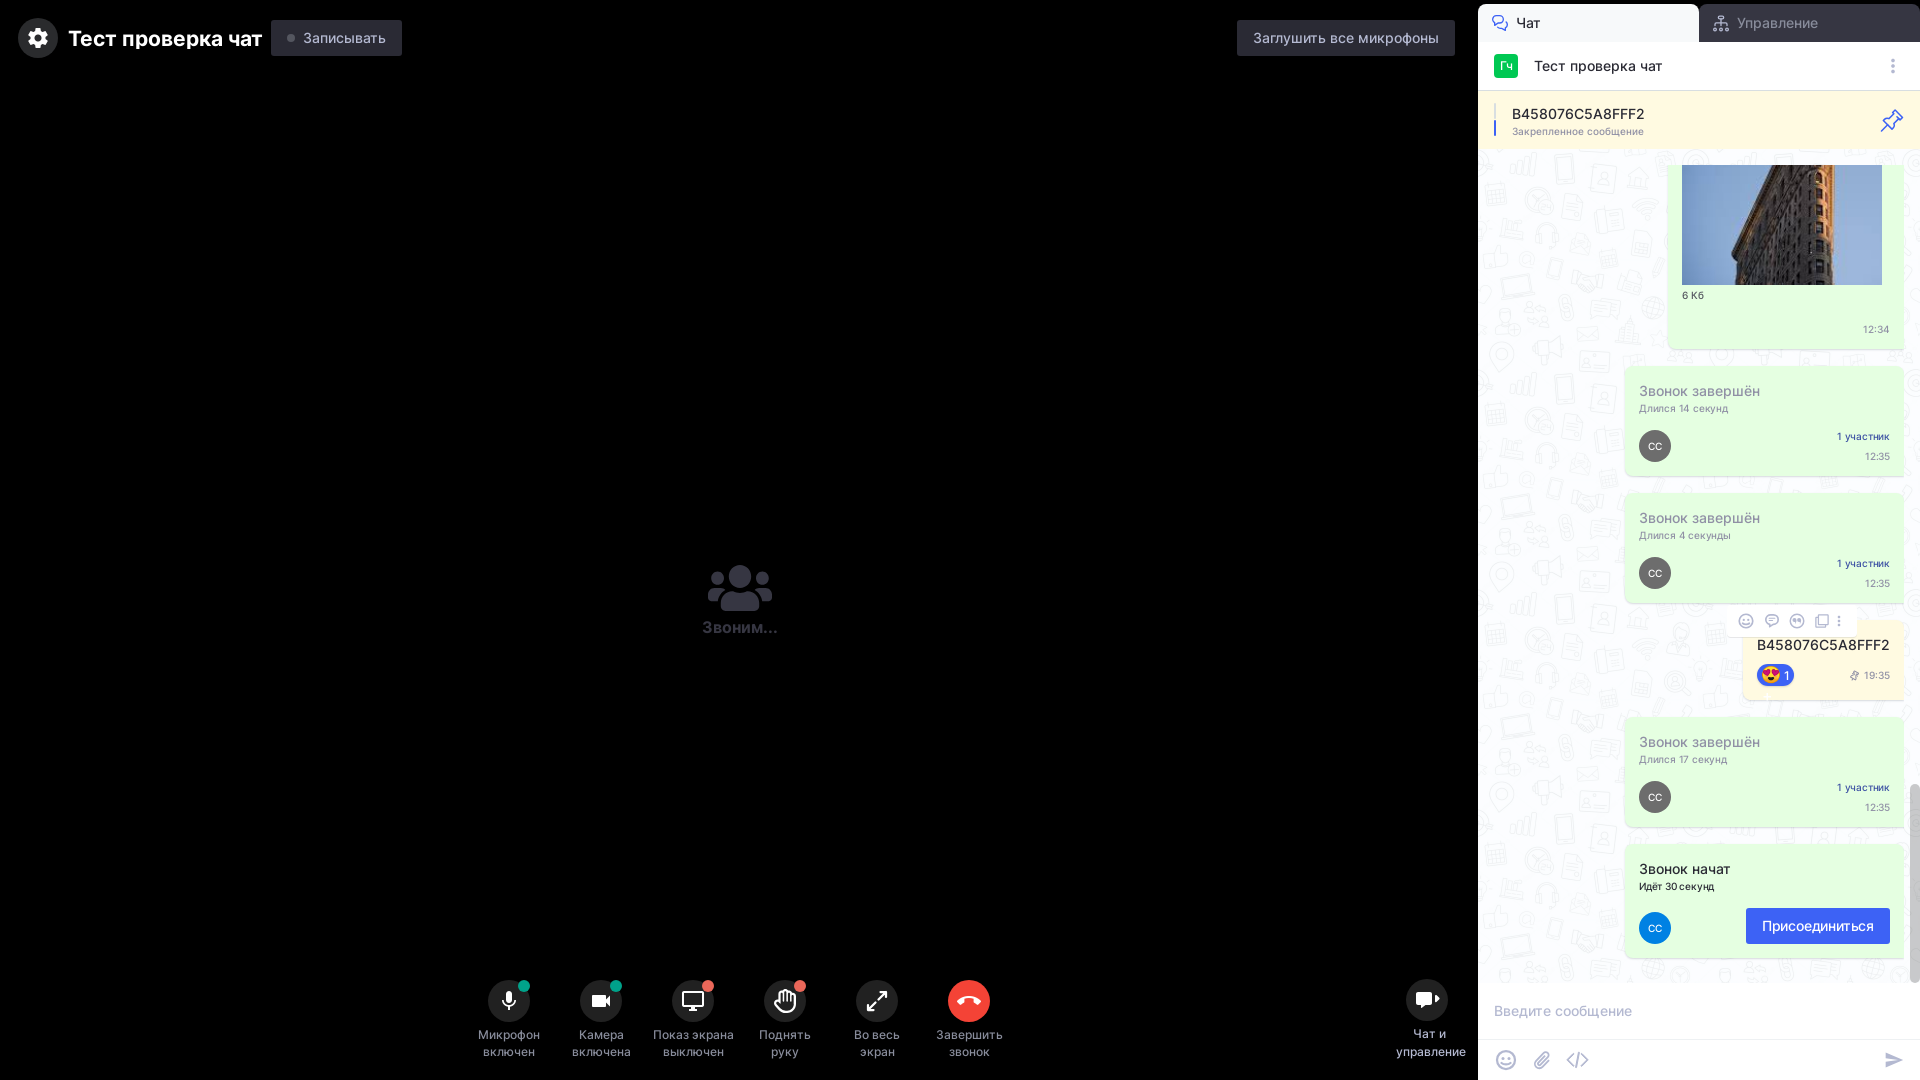 Тест проверка чат
Записывать
Заглушить все микрофоны
Чат
Управление
Гч
Тест проверка чат
B458076C5A8FFF2
Закрепленное сообщение
6 Кб
12:34
Звонок завершён
Длился 14 секунд
СС
1 участник
12:35
Звонок завершён
Длился 4 секунды
СС
1 участник
12:35
B458076C5A8FFF2
1
19:35
Звонок завершён
Длился 17 секунд
СС
1 участник
12:35
Звонок начат
Идёт 30 секунд
СС
Присоединиться
Звоним...
Микрофон
включен
Камера
включена
Показ экрана
выключен
Поднять
руку
Во весь
экран
Завершить
звонок
Чат и
управление
Введите сообщение